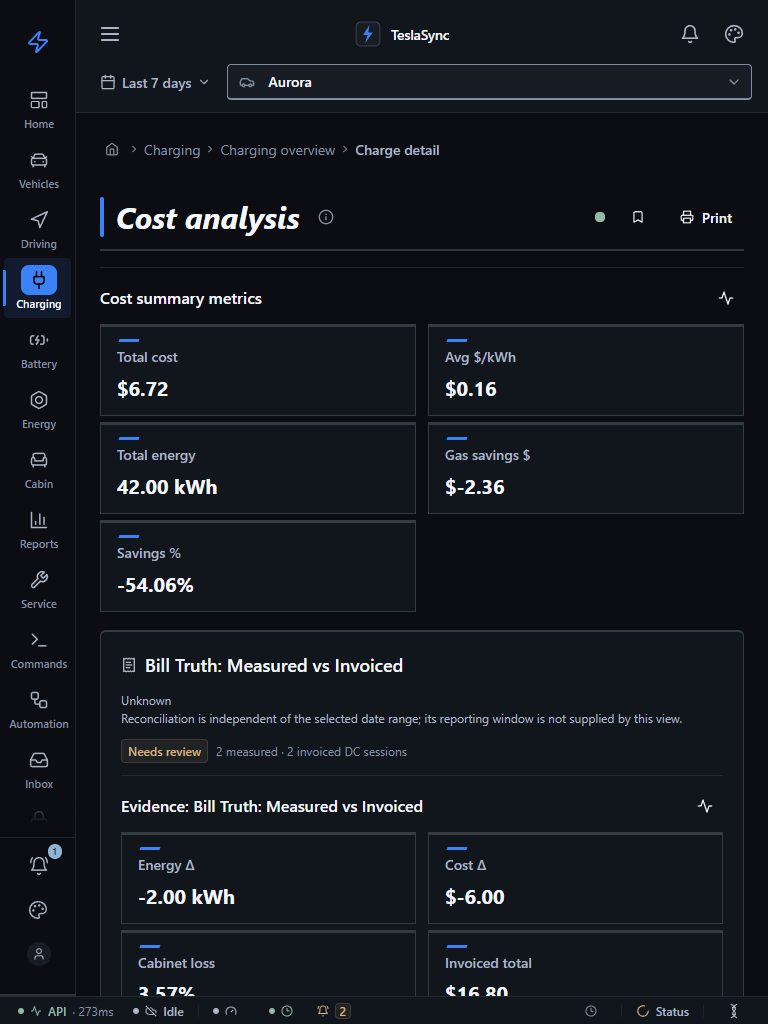 TeslaSync
Last 7 days
Aurora
Home
Vehicles
Driving
Charging
Battery
Energy
Cabin
Reports
Service
Commands
Automation
Inbox
1
Charging > Charging overview > Charge detail
Cost analysis
Print
Cost summary metrics
Total cost
$6.72
Avg $/kWh
$0.16
Total energy
42.00 kWh
Gas savings $
$-2.36
Savings %
-54.06%
Bill Truth: Measured vs Invoiced
Unknown
Reconciliation is independent of the selected date range; its reporting window is not supplied by this view.
Needs review 2 measured · 2 invoiced DC sessions
Evidence: Bill Truth: Measured vs Invoiced
Energy Δ
-2.00 kWh
Cost Δ
$-6.00
Cabinet loss
3.57%
Invoiced total
$16.80
API · 273ms
Idle
2
Status